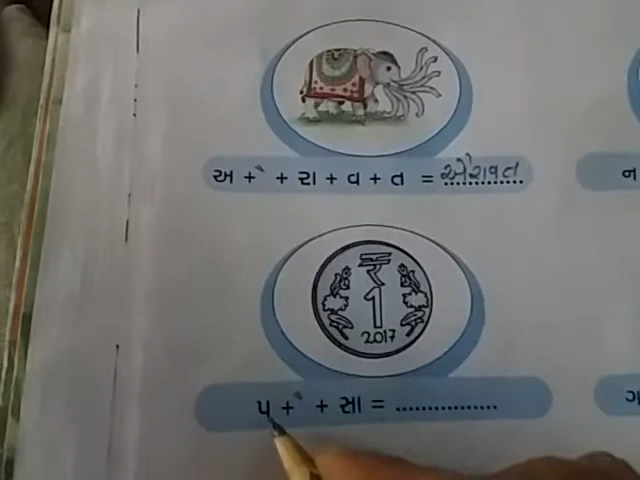 અ + ૈ + રા + વ + ત = ઐરાવત
ન
₹
1
2017
પ + ૈ + સા = ................
ગ